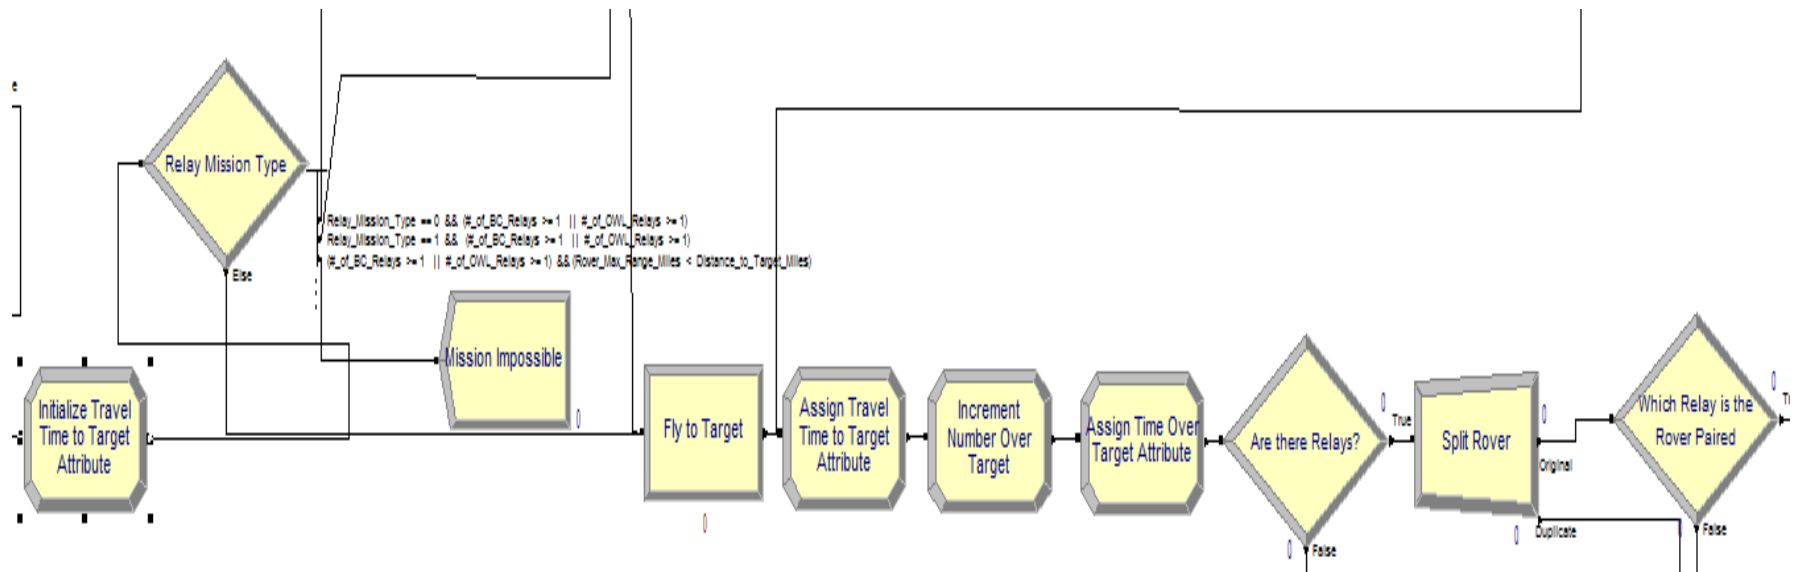 e
Relay Mission Type
Relay_Mission_Type == 0 && (#_of_BC_Relays >= 1 || #_of_OWL_Relays >= 1)
Relay_Mission_Type == 1 && (#_of_BC_Relays >= 1 || #_of_OWL_Relays >= 1)
(#_of_BC_Relays >= 1 || #_of_OWL_Relays >= 1) && (Rover_Max_Range_Miles < Distance_to_Target_Miles)
Else
Mission Impossible
0
Initialize Travel
Time to Target
Attribute
Fly to Target
0
Assign Travel
Time to Target
Attribute
Increment
Number Over
Target
Assign Time Over
Target Attribute
Are there Relays?
0
True
0
False
Split Rover
0
Original
0
Duplicate
Which Relay is the
Rover Paired
0
Tr
0
False